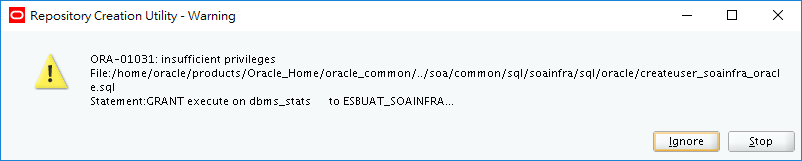 Repository Creation Utility - Warning
ORA-01031: insufficient privileges
File:/home/oracle/products/Oracle_Home/oracle_common/../soa/common/sql/soainfra/sql/oracle/createuser_soainfra_oracl
e.sql
Statement:GRANT execute on dbms_stats     to ESBUAT_SOAINFRA...
Ignore
Stop